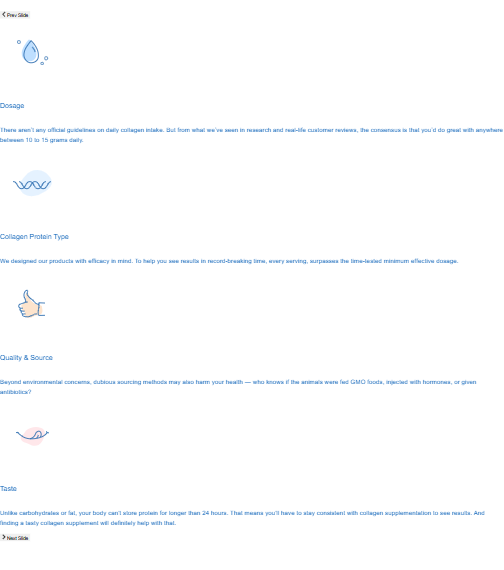 Prev Slide
Dosage
There aren't any official guidelines on daily collagen intake. But from what we've seen in research and real-life customer reviews, the consensus is that you'd do great with anywhere
between 10 to 15 grams daily.
Collagen Protein Type
We designed our products with efficacy in mind. To help you see results in record-breaking time, every serving, surpasses the time-tested minimum effective dosage.
Quality & Source
Beyond environmental concerns, dubious sourcing methods may also harm your health — who knows if the animals were fed GMO foods, injected with hormones, or given
antibiotics?
Taste
Unlike carbohydrates or fat, your body can't store protein for longer than 24 hours. That means you'll have to stay consistent with collagen supplementation to see results. And
finding a tasty collagen supplement will definitely help with that.
Next Slide